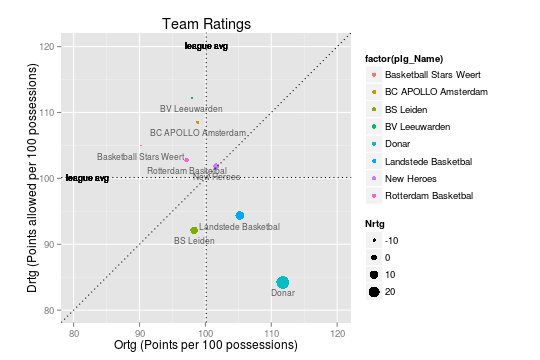 Team Ratings
Drtg (Points allowed per 100 possessions)
120
110
100
90
80
league avg
BV Leeuwarden
BC APOLLO Amsterdam
Basketball Stars Weert
Rotterdam Basketbal
New Heroes
league avg
Landstede Basketbal
BS Leiden
Donar
80
90
100
110
120
Ortg (Points per 100 possessions)
factor(plg_Name)
Basketball Stars Weert
BC APOLLO Amsterdam
BS Leiden
BV Leeuwarden
Donar
Landstede Basketbal
New Heroes
Rotterdam Basketbal
Nrtg
-10
0
10
20